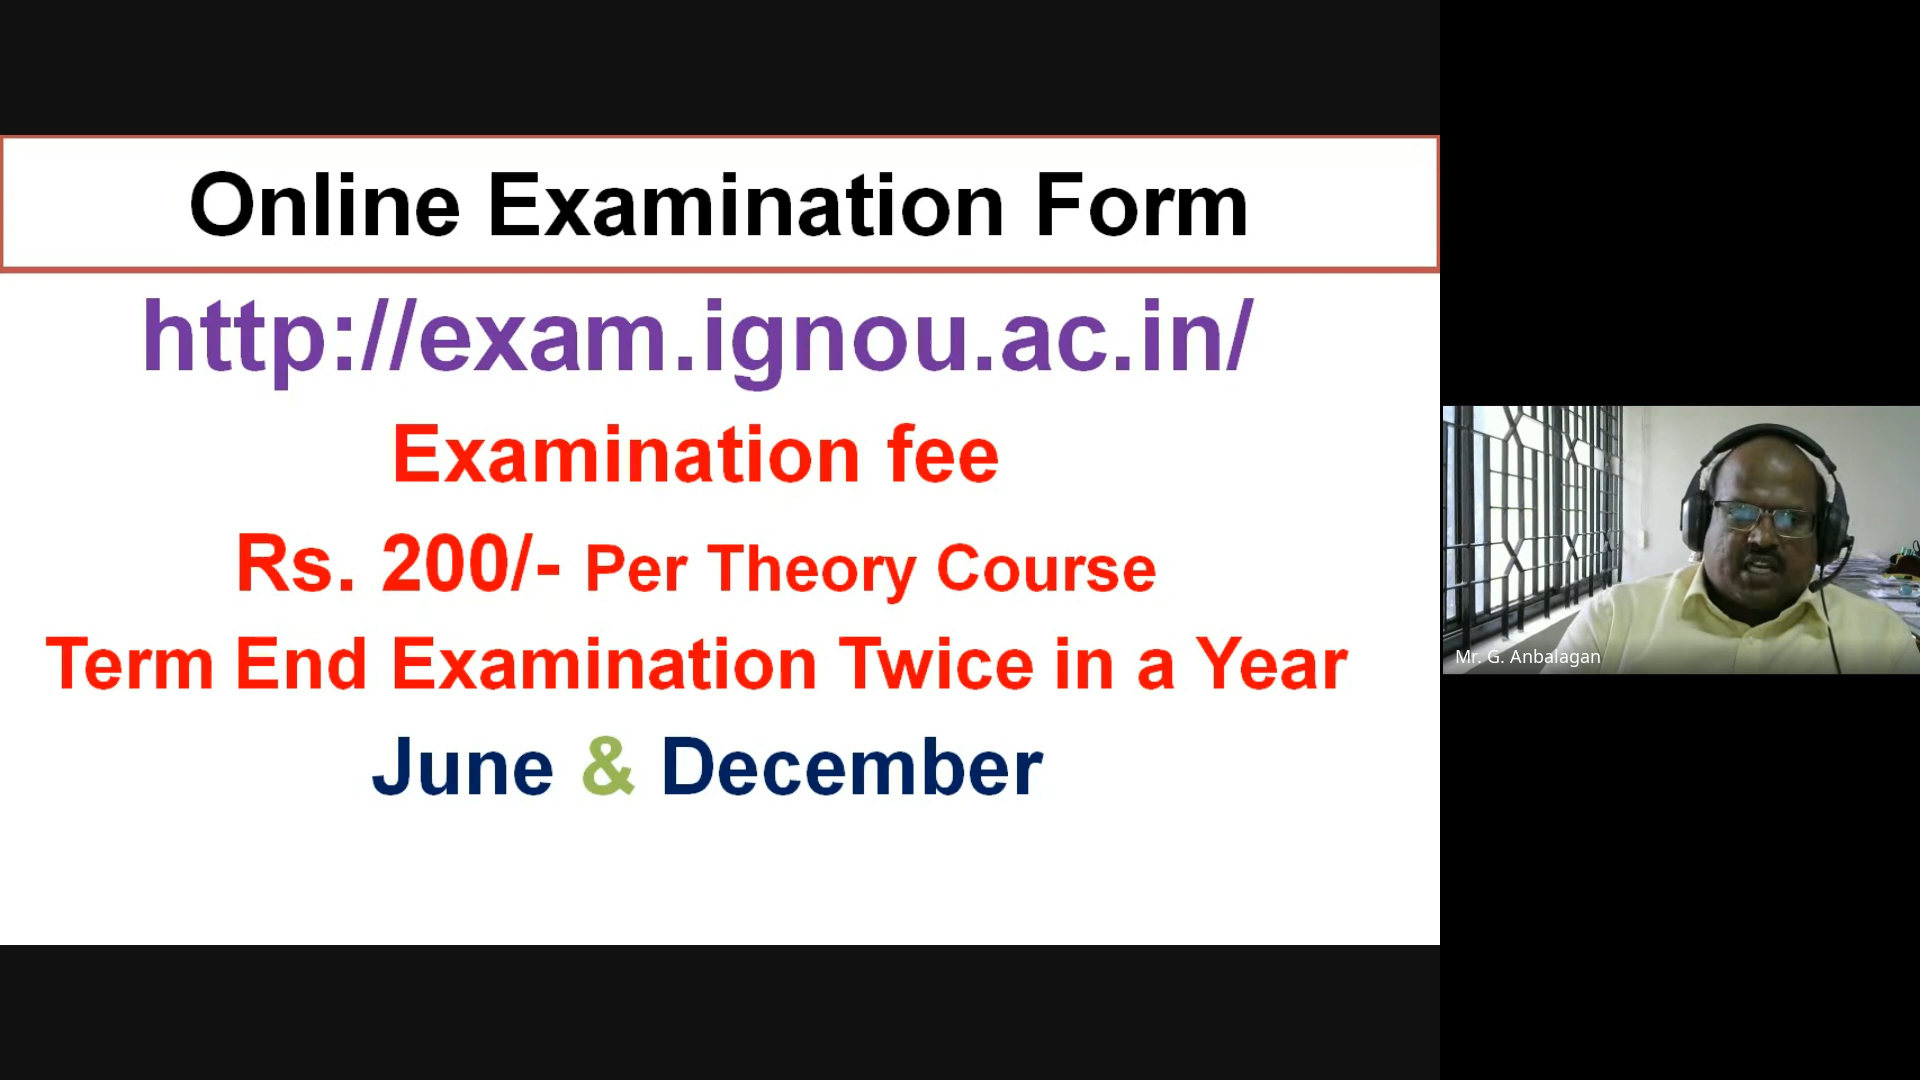 Online Examination Form
http://exam.ignou.ac.in/
Examination fee
Rs. 200/- Per Theory Course
Term End Examination Twice in a Year
June & December
Mr. G. Anbalagan